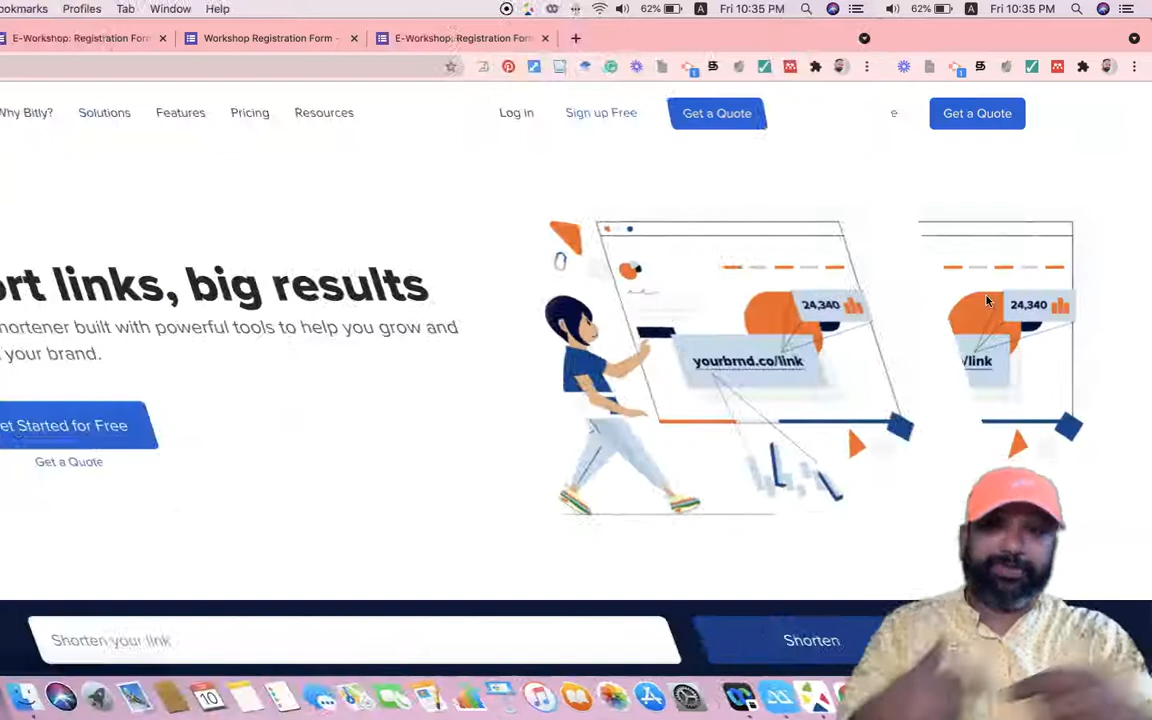 ookmarks Profiles Tab Window Help 62% A Fri 10:35 PM 62% A Fri 10:35 PM
E-Workshop: Registration Form Workshop Registration Form - E-Workshop: Registration Form
Why Bitly? Solutions Features Pricing Resources Log in Sign up Free Get a Quote e Get a Quote
24,340 24,340
ort links, big results
hortener built with powerful tools to help you grow and
your brand.
yourbrnd.co/link /link
et Started for Free
Get a Quote
Shorten your link Shorten
10